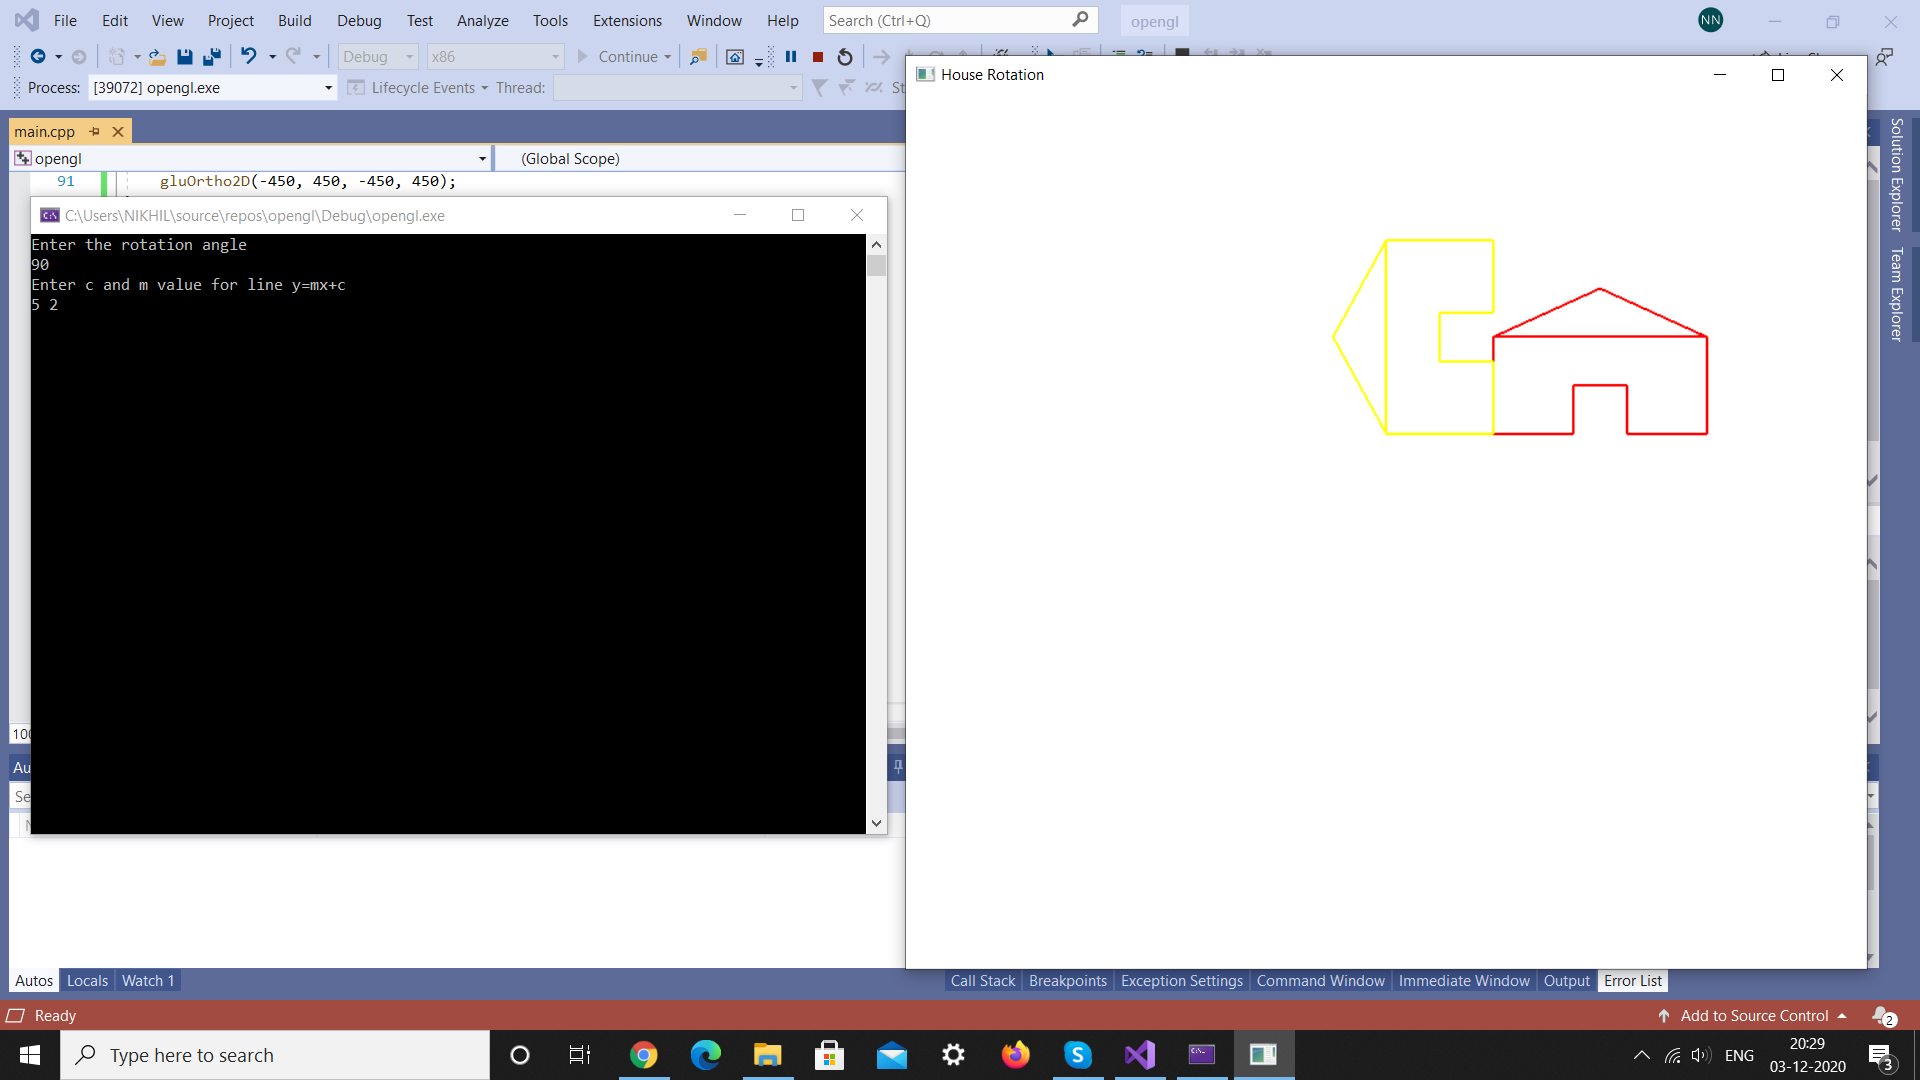 File Edit View Project Build Debug Test Analyze Tools Extensions Window Help Search (Ctrl+Q) opengl NN
Debug x86 Continue
Process: [39072] opengl.exe Lifecycle Events Thread:
House Rotation
main.cpp
opengl (Global Scope)
91 gluOrtho2D(-450, 450, -450, 450);
C:\Users\NIKHIL\source\repos\opengl\Debug\opengl.exe
Enter the rotation angle
90
Enter c and m value for line y=mx+c
5 2
Solution Explorer
Team Explorer
Autos Locals Watch 1 Call Stack Breakpoints Exception Settings Command Window Immediate Window Output Error List
Ready Add to Source Control 2
Type here to search ENG 20:29
03-12-2020 3